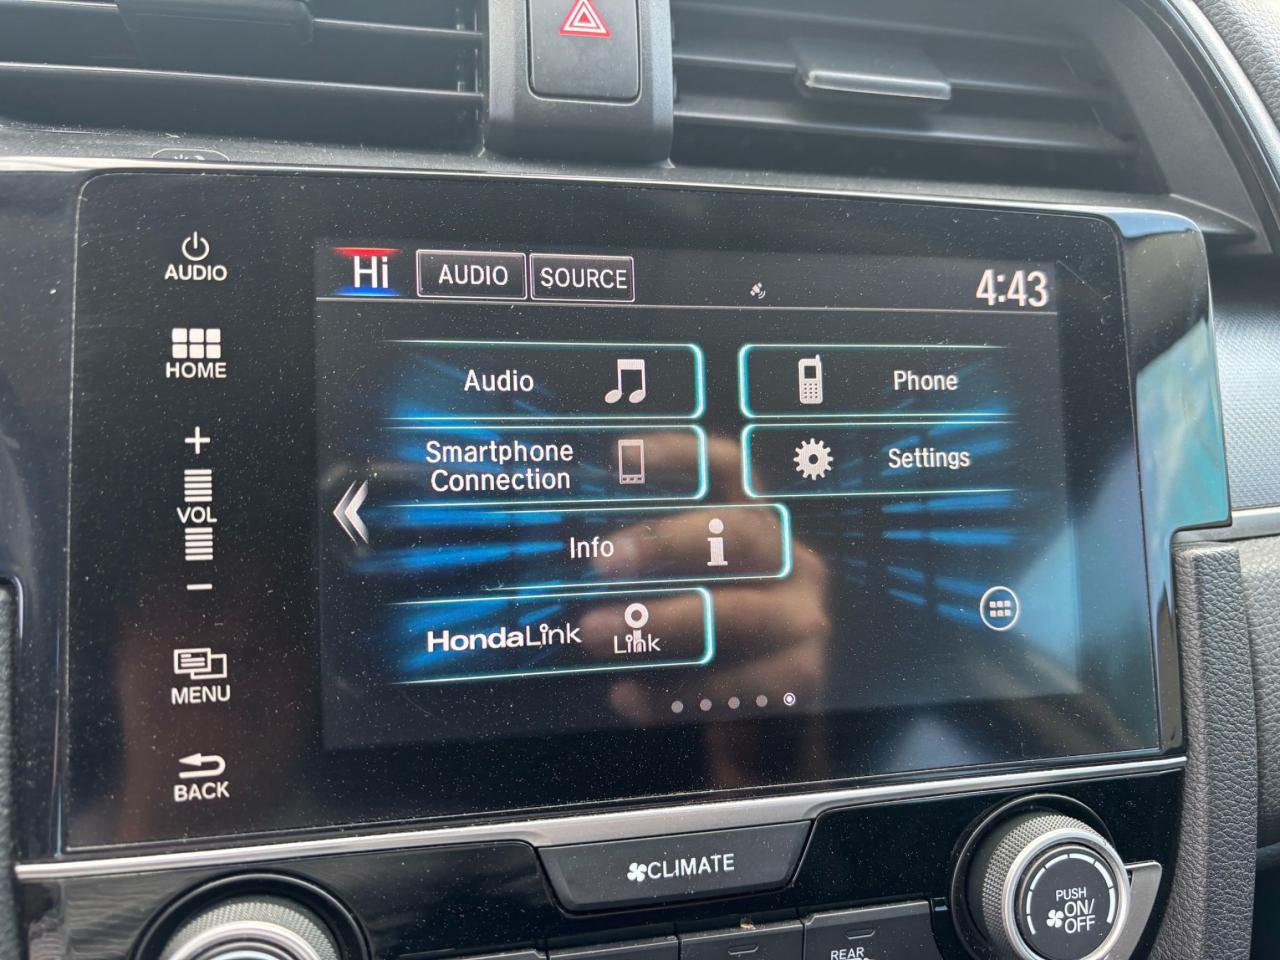 AUDIO
HOME
VOL
MENU
BACK
Hi AUDIO SOURCE 4:43
Audio
Phone
Smartphone
Connection
Settings
Info
HondaLink Link
CLIMATE
PUSH
ON/
OFF
REAR